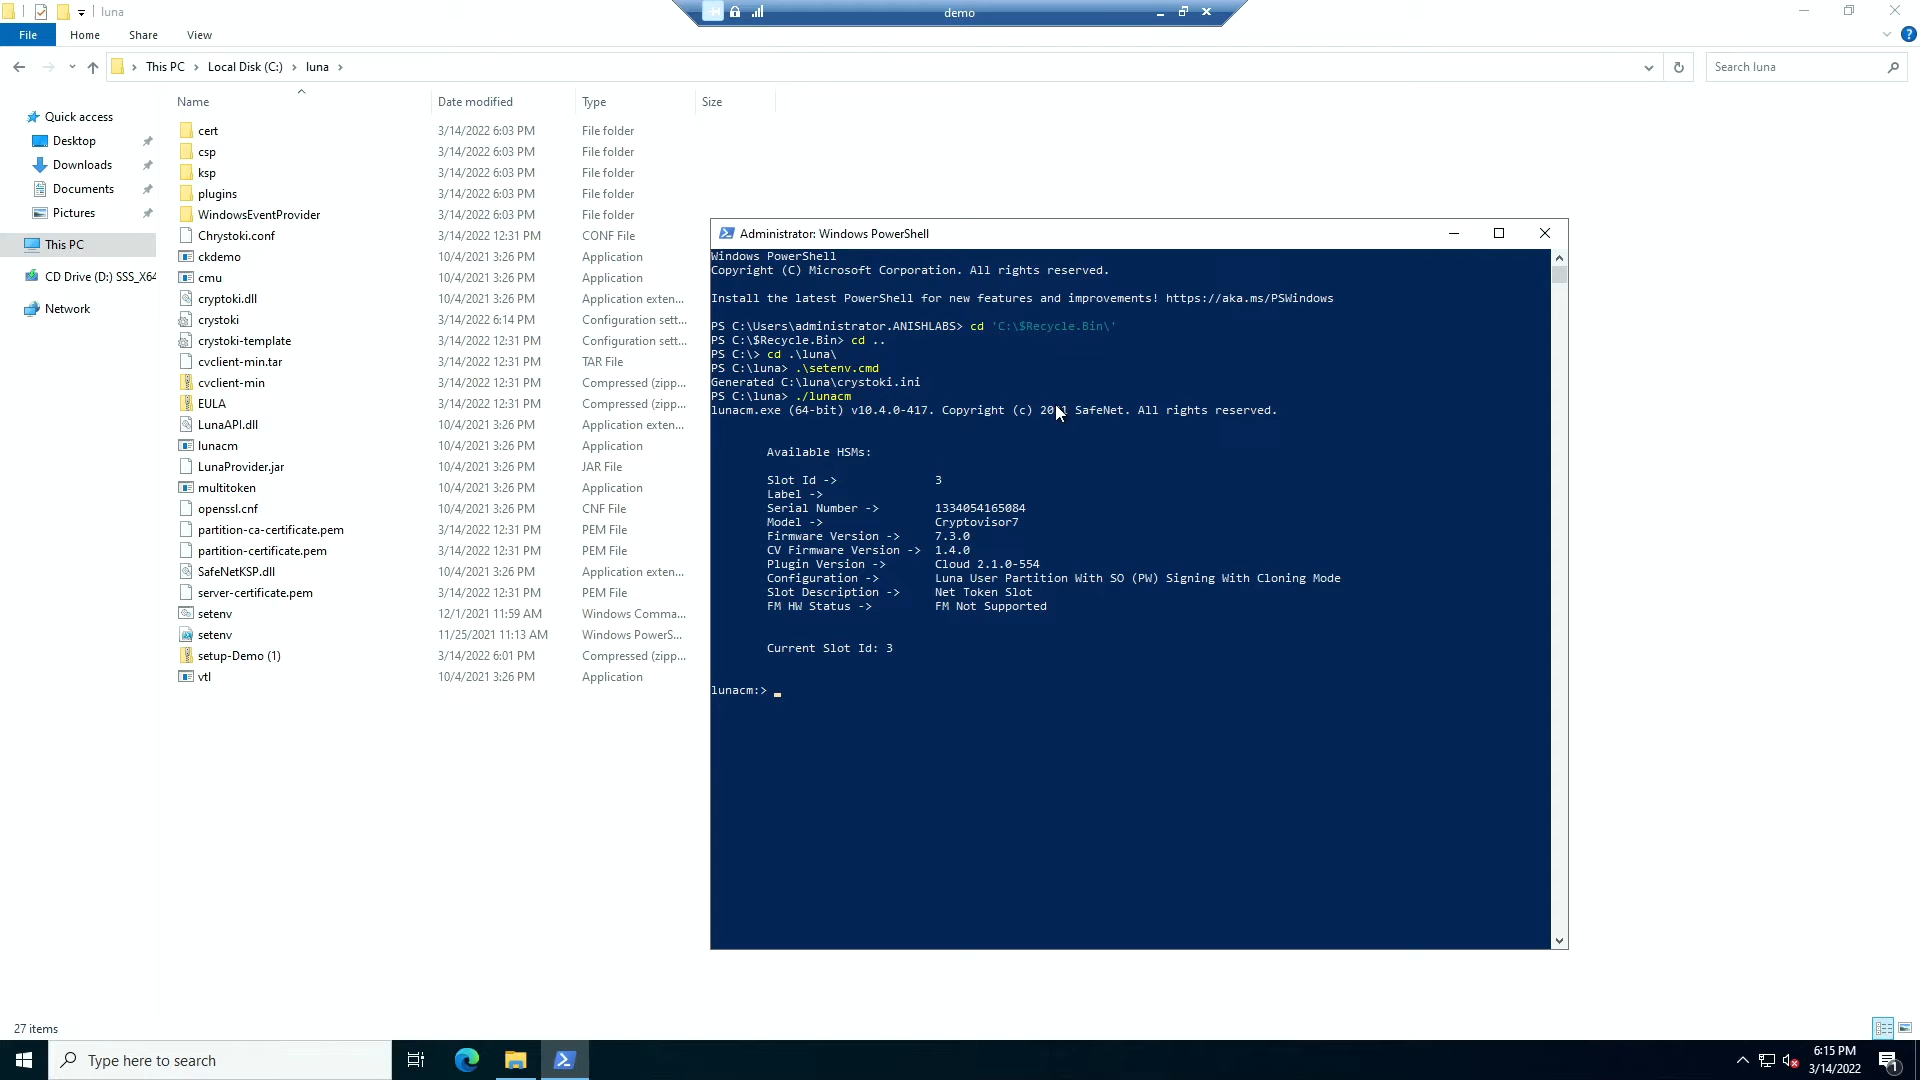 luna
demo
File Home Share View
This PC Local Disk (C:) luna
Search luna
Name Date modified Type Size
Quick access
Desktop
Downloads
Documents
Pictures
This PC
CD Drive (D:) SSS_X64
Network
cert 3/14/2022 6:03 PM File folder
csp 3/14/2022 6:03 PM File folder
ksp 3/14/2022 6:03 PM File folder
plugins 3/14/2022 6:03 PM File folder
WindowsEventProvider 3/14/2022 6:03 PM File folder
Chrystoki.conf 3/14/2022 12:31 PM CONF File
ckdemo 10/4/2021 3:26 PM Application
cmu 10/4/2021 3:26 PM Application
cryptoki.dll 10/4/2021 3:26 PM Application exten...
crystoki 3/14/2022 6:14 PM Configuration sett...
crystoki-template 3/14/2022 12:31 PM Configuration sett...
cvclient-min.tar 3/14/2022 12:31 PM TAR File
cvclient-min 3/14/2022 12:31 PM Compressed (zipp...
EULA 3/14/2022 12:31 PM Compressed (zipp...
LunaAPI.dll 10/4/2021 3:26 PM Application exten...
lunacm 10/4/2021 3:26 PM Application
LunaProvider.jar 10/4/2021 3:26 PM JAR File
multitoken 10/4/2021 3:26 PM Application
openssl.cnf 10/4/2021 3:26 PM CNF File
partition-ca-certificate.pem 3/14/2022 12:31 PM PEM File
partition-certificate.pem 3/14/2022 12:31 PM PEM File
SafeNetKSP.dll 10/4/2021 3:26 PM Application exten...
server-certificate.pem 3/14/2022 12:31 PM PEM File
setenv 12/1/2021 11:59 AM Windows Comma...
setenv 11/25/2021 11:13 AM Windows PowerS...
setup-Demo (1) 3/14/2022 6:01 PM Compressed (zipp...
vtl 10/4/2021 3:26 PM Application
Administrator: Windows PowerShell
Windows PowerShell
Copyright (C) Microsoft Corporation. All rights reserved.
Install the latest PowerShell for new features and improvements! https://aka.ms/PSWindows
PS C:\Users\administrator.ANISHLABS> cd 'C:\$Recycle.Bin\'
PS C:\$Recycle.Bin> cd ..
PS C:\> cd .\luna\
PS C:\luna> .\setenv.cmd
Generated C:\luna\crystoki.ini
PS C:\luna> ./lunacm
lunacm.exe (64-bit) v10.4.0-417. Copyright (c) SafeNet. All rights reserved.
Available HSMs:
Slot Id -> 3
Label ->
Serial Number -> 1334054165084
Model -> Cryptovisor7
Firmware Version -> 7.3.0
CV Firmware Version -> 1.4.0
Plugin Version -> Cloud 2.1.0-554
Configuration -> Luna User Partition With SO (PW) Signing With Cloning Mode
Slot Description -> Net Token Slot
FM HW Status -> FM Not Supported
Current Slot Id: 3
lunacm:>
27 items
Type here to search
6:15 PM
3/14/2022
1